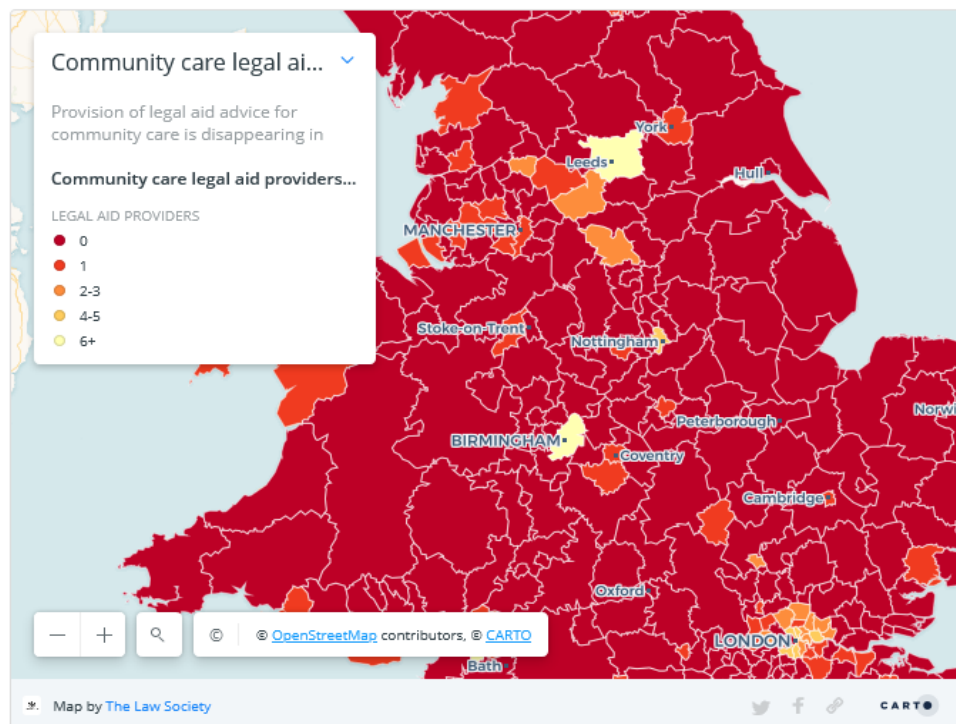 Community care legal ai...
Provision of legal aid advice for
community care is disappearing in
Community care legal aid providers...
LEGAL AID PROVIDERS
0
1
2-3
4-5
6+
York
Leeds
Hull
MANCHESTER
Stoke-on-Trent
Nottingham
Norwi
Peterborough
BIRMINGHAM
Coventry
Cambridge
Oxford
LONDON
Bath
© © OpenStreetMap contributors, © CARTO
Map by The Law Society
CARTO